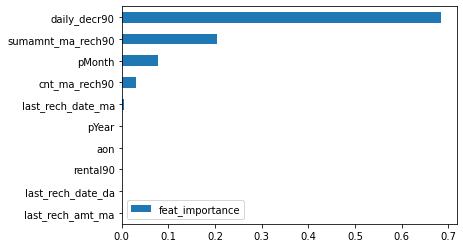 daily_decr90
sumamnt_ma_rech90
pMonth
cnt_ma_rech90
last_rech_date_ma
pYear
aon
rental90
last_rech_date_da
last_rech_amt_ma
feat_importance
0.0 0.1 0.2 0.3 0.4 0.5 0.6 0.7